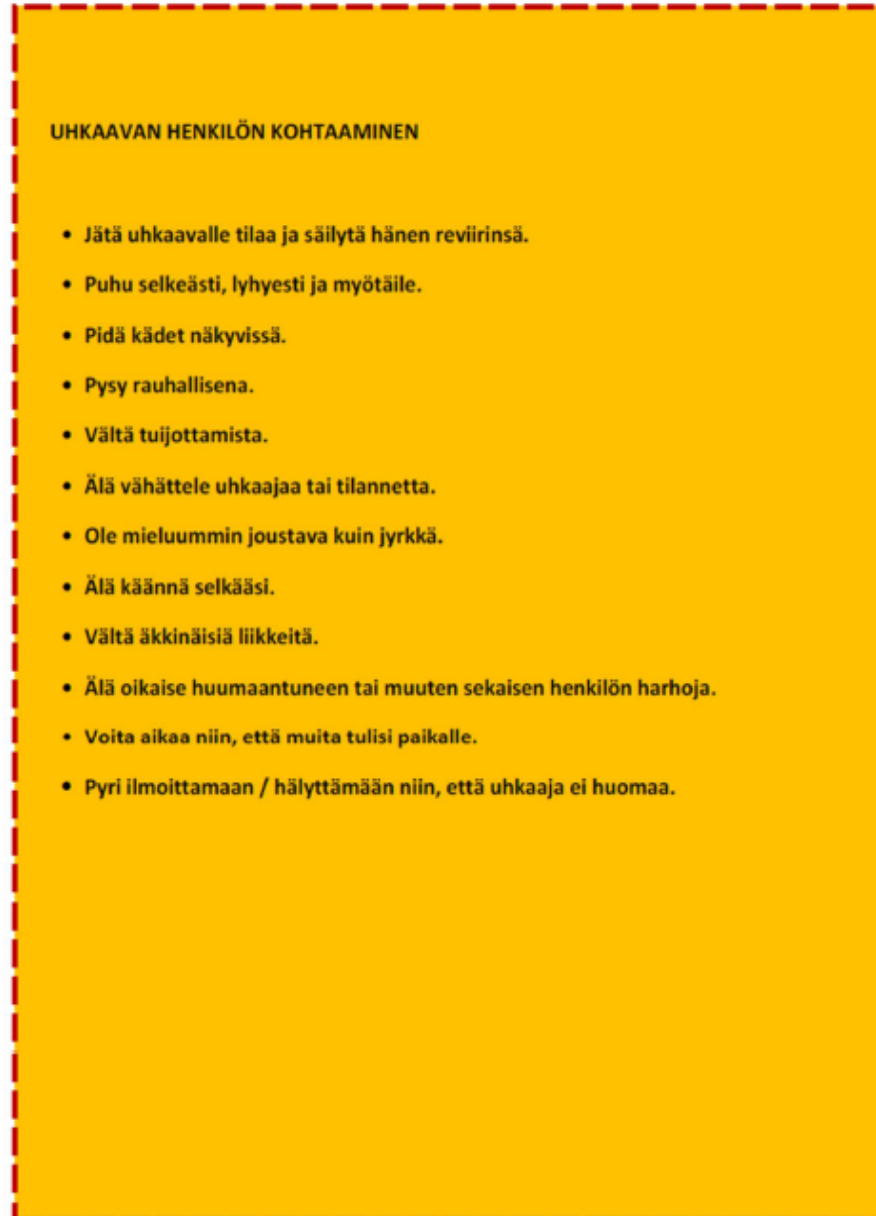 UHKAAVAN HENKILÖN KOHTAAMINEN
• Jätä uhkaavalle tilaa ja säilytä hänen reviirinsä.
• Puhu selkeästi, lyhyesti ja myötäile.
• Pidä kädet näkyvissä.
• Pysy rauhallisena.
• Vältä tuijottamista.
• Älä vähättele uhkaajaa tai tilannetta.
• Ole mieluummin joustava kuin jyrkkä.
• Älä käännä selkääsi.
• Vältä äkkinäisiä liikkeitä.
• Älä oikaise huumaantuneen tai muuten sekaisen henkilön harhoja.
• Voita aikaa niin, että muita tulisi paikalle.
• Pyri ilmoittamaan / hälyttämään niin, että uhkaaja ei huomaa.